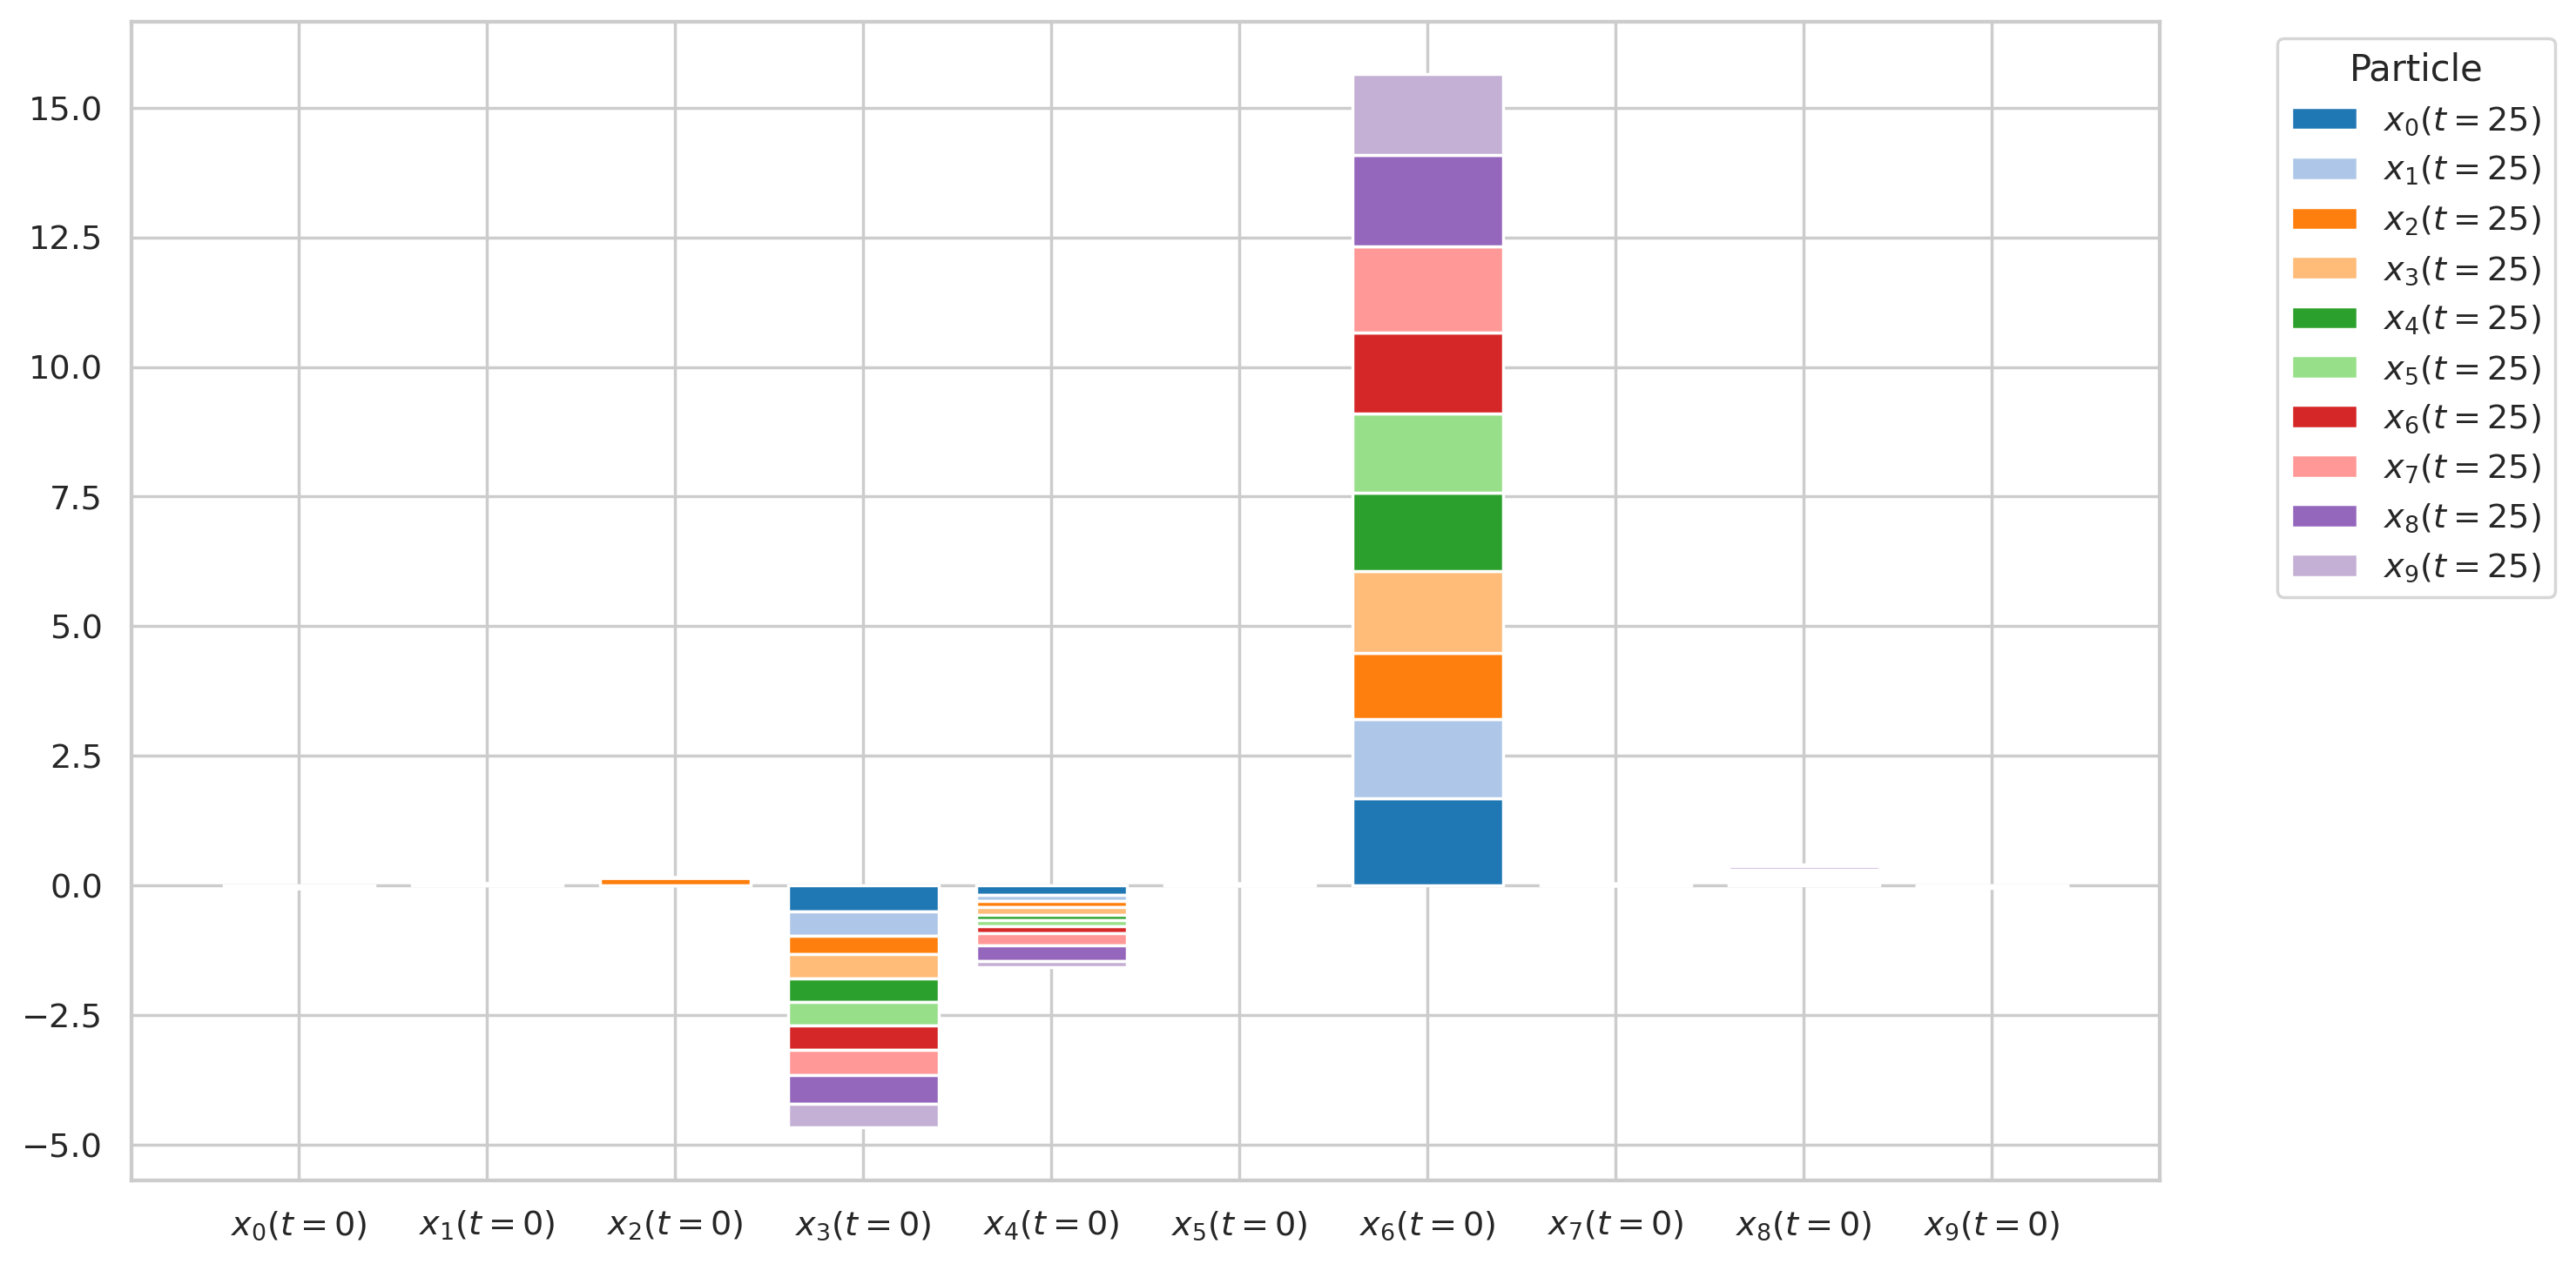 15.0
12.5
10.0
7.5
5.0
2.5
0.0
−2.5
−5.0
x₀(t = 0) x₁(t = 0) x₂(t = 0) x₃(t = 0) x₄(t = 0) x₅(t = 0) x₆(t = 0) x₇(t = 0) x₈(t = 0) x₉(t = 0)
Particle
x₀(t = 25)
x₁(t = 25)
x₂(t = 25)
x₃(t = 25)
x₄(t = 25)
x₅(t = 25)
x₆(t = 25)
x₇(t = 25)
x₈(t = 25)
x₉(t = 25)